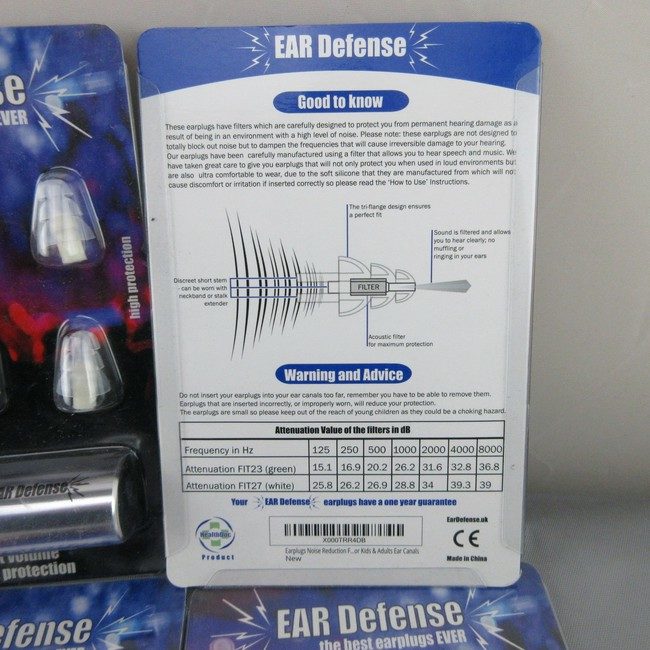 EAR Defense
Good to know
These earplugs have filters which are carefully designed to protect you from permanent hearing damage as a
result of being in an environment with a high level of noise. Please note: these earplugs are not designed to
totally block out noise but to dampen the frequencies that will cause irreversible damage to your hearing.
Our earplugs have been carefully manufactured using a filter that allows you to hear speech and music. We
have taken great care to give you earplugs that will not only protect you when used in loud environments but
are also ultra comfortable to wear, due to the soft silicone that they are manufactured from which will not
cause discomfort or irritation if inserted correctly so please read the 'How to Use' Instructions.
The tri-flange design ensures
a perfect fit
Sound is filtered and allows
you to hear clearly; no
muffling or
ringing in your ears
Discreet short stem
- can be worn with
neckband or stalk
extender
FILTER
Acoustic filter
for maximum protection
Warning and Advice
Do not insert your earplugs into your ear canals too far, remember you have to be able to remove them.
Earplugs that are inserted incorrectly, or improperly worn, will reduce your protection.
The earplugs are small so please keep out of the reach of young children as they could be a choking hazard.
Attenuation Value of the filters in dB
Frequency in Hz 125 250 500 1000 2000 4000 8000
Attenuation FIT23 (green) 15.1 16.9 20.2 26.2 31.6 32.8 36.8
Attenuation FIT27 (white) 25.8 26.2 26.9 28.8 34 39.3 39
Your EAR Defense earplugs have a one year guarantee
HealthDoc
Product
X000TRR4DB
Earplugs Noise Reduction F...or Kids & Adults Ear Canals
New
EarDefense.uk
CE
Made in China
se
EVER
high protection
AR Defense
t volume
protection
efense
EAR Defense
the best earplugs EVER